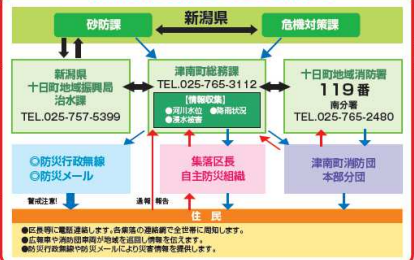 新潟県
砂防課
危機対策課
新潟県
十日町地域振興局
治水課
TEL.025-757-5399
津南町総務課
TEL.025-765-3112
【情報収集】
●河川水位 ●降雨状況
●浸水被害
十日町地域消防署
119番
南分署
TEL.025-765-2480
◎防災行政無線
◎防災メール
集落区長
自主防災組織
津南町消防団
本部分団
警戒注意!
通報 報告
住民
●区長等に電話連絡します。各集落の連絡網で全世帯に周知します。
●広報車や消防団車両が地域を巡回し情報を伝えます。
●防災行政無線や防災メールにより災害情報を提供します。